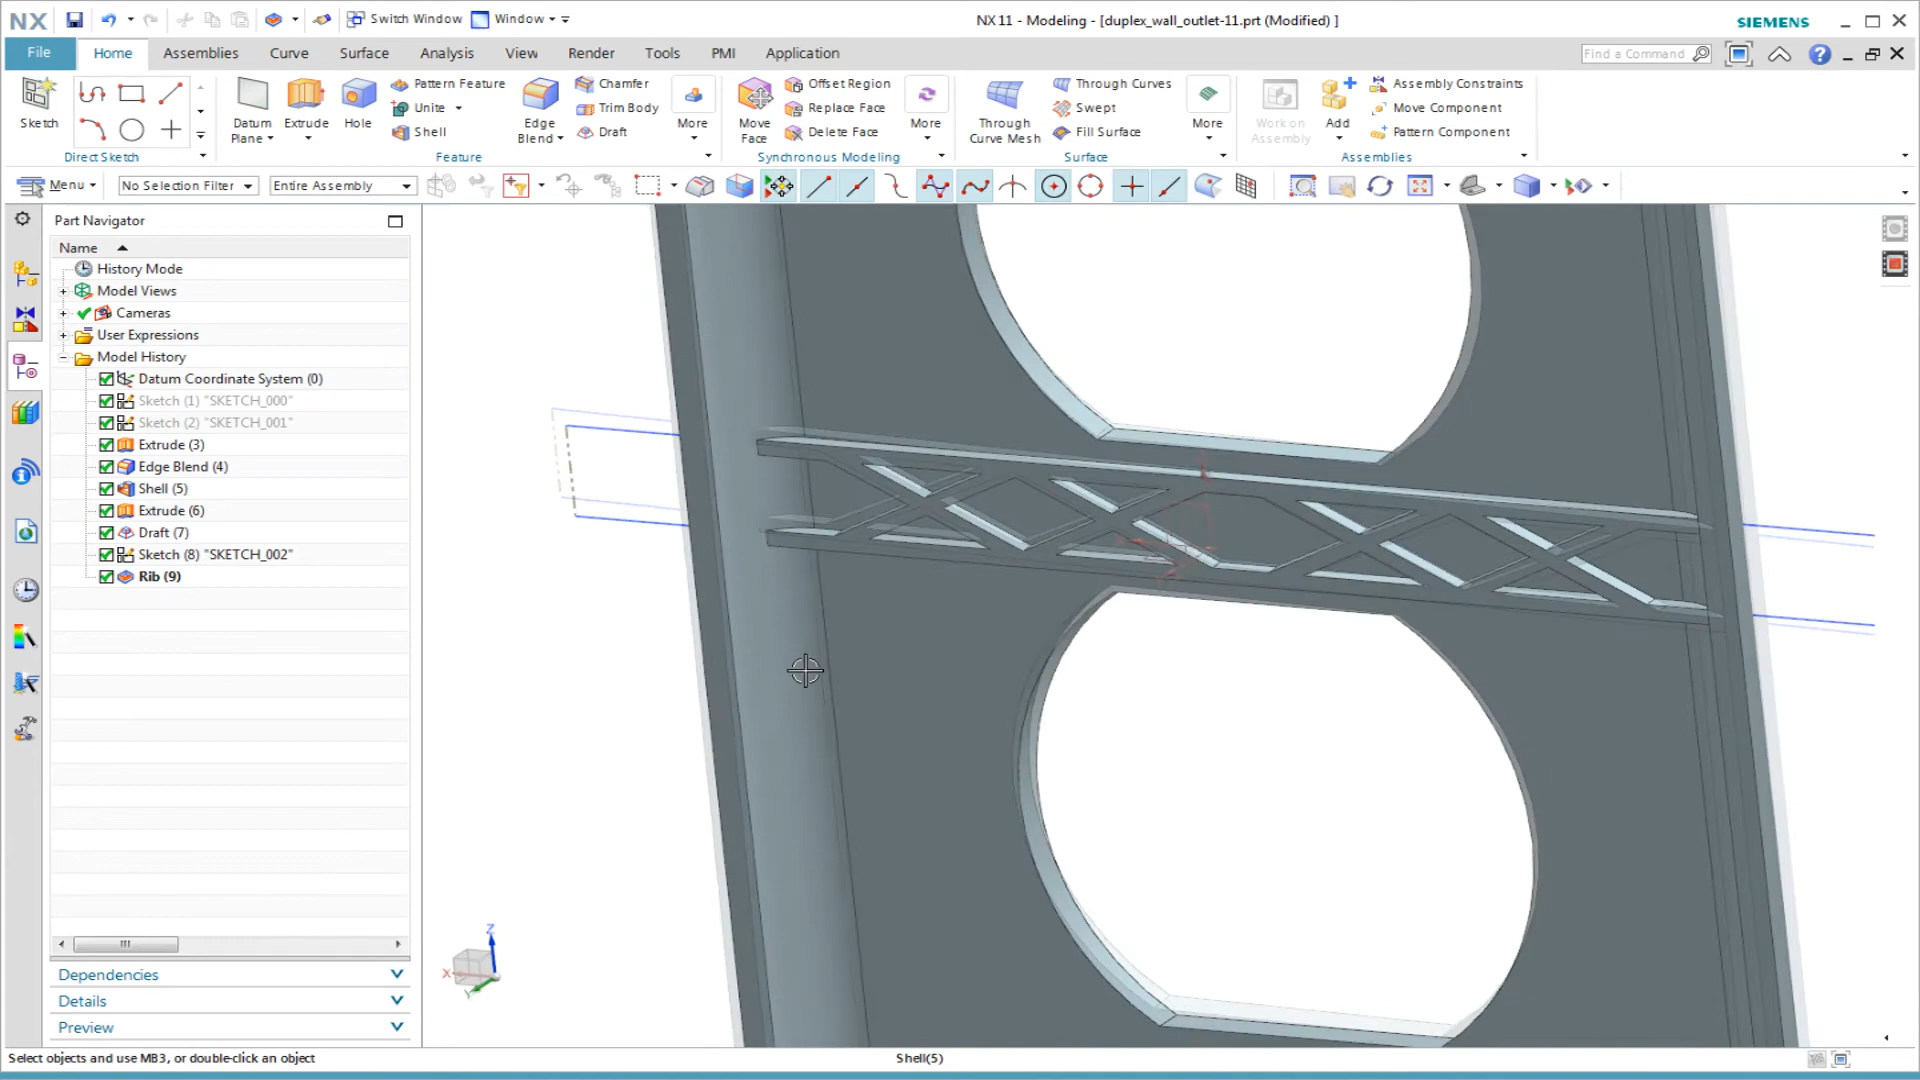 NX
Switch Window
Window
NX 11 - Modeling - [duplex_wall_outlet-11.prt (Modified) ]
SIEMENS
File
Home
Assemblies
Curve
Surface
Analysis
View
Render
Tools
PMI
Application
Find a Command
Sketch
Direct Sketch
Datum
Plane
Extrude
Hole
Pattern Feature
Unite
Shell
Edge
Blend
Chamfer
Trim Body
Draft
More
Feature
Move
Face
Offset Region
Replace Face
Delete Face
More
Synchronous Modeling
Through
Curve Mesh
Through Curves
Swept
Fill Surface
More
Surface
Work on
Assembly
Add
Assembly Constraints
Move Component
Pattern Component
Assemblies
Menu
No Selection Filter
Entire Assembly
Part Navigator
Name
History Mode
Model Views
Cameras
User Expressions
Model History
Datum Coordinate System (0)
Sketch (1) "SKETCH_000"
Sketch (2) "SKETCH_001"
Extrude (3)
Edge Blend (4)
Shell (5)
Extrude (6)
Draft (7)
Sketch (8) "SKETCH_002"
Rib (9)
Dependencies
Details
Preview
Z
X
Y
Select objects and use MB3, or double-click an object
Shell(5)